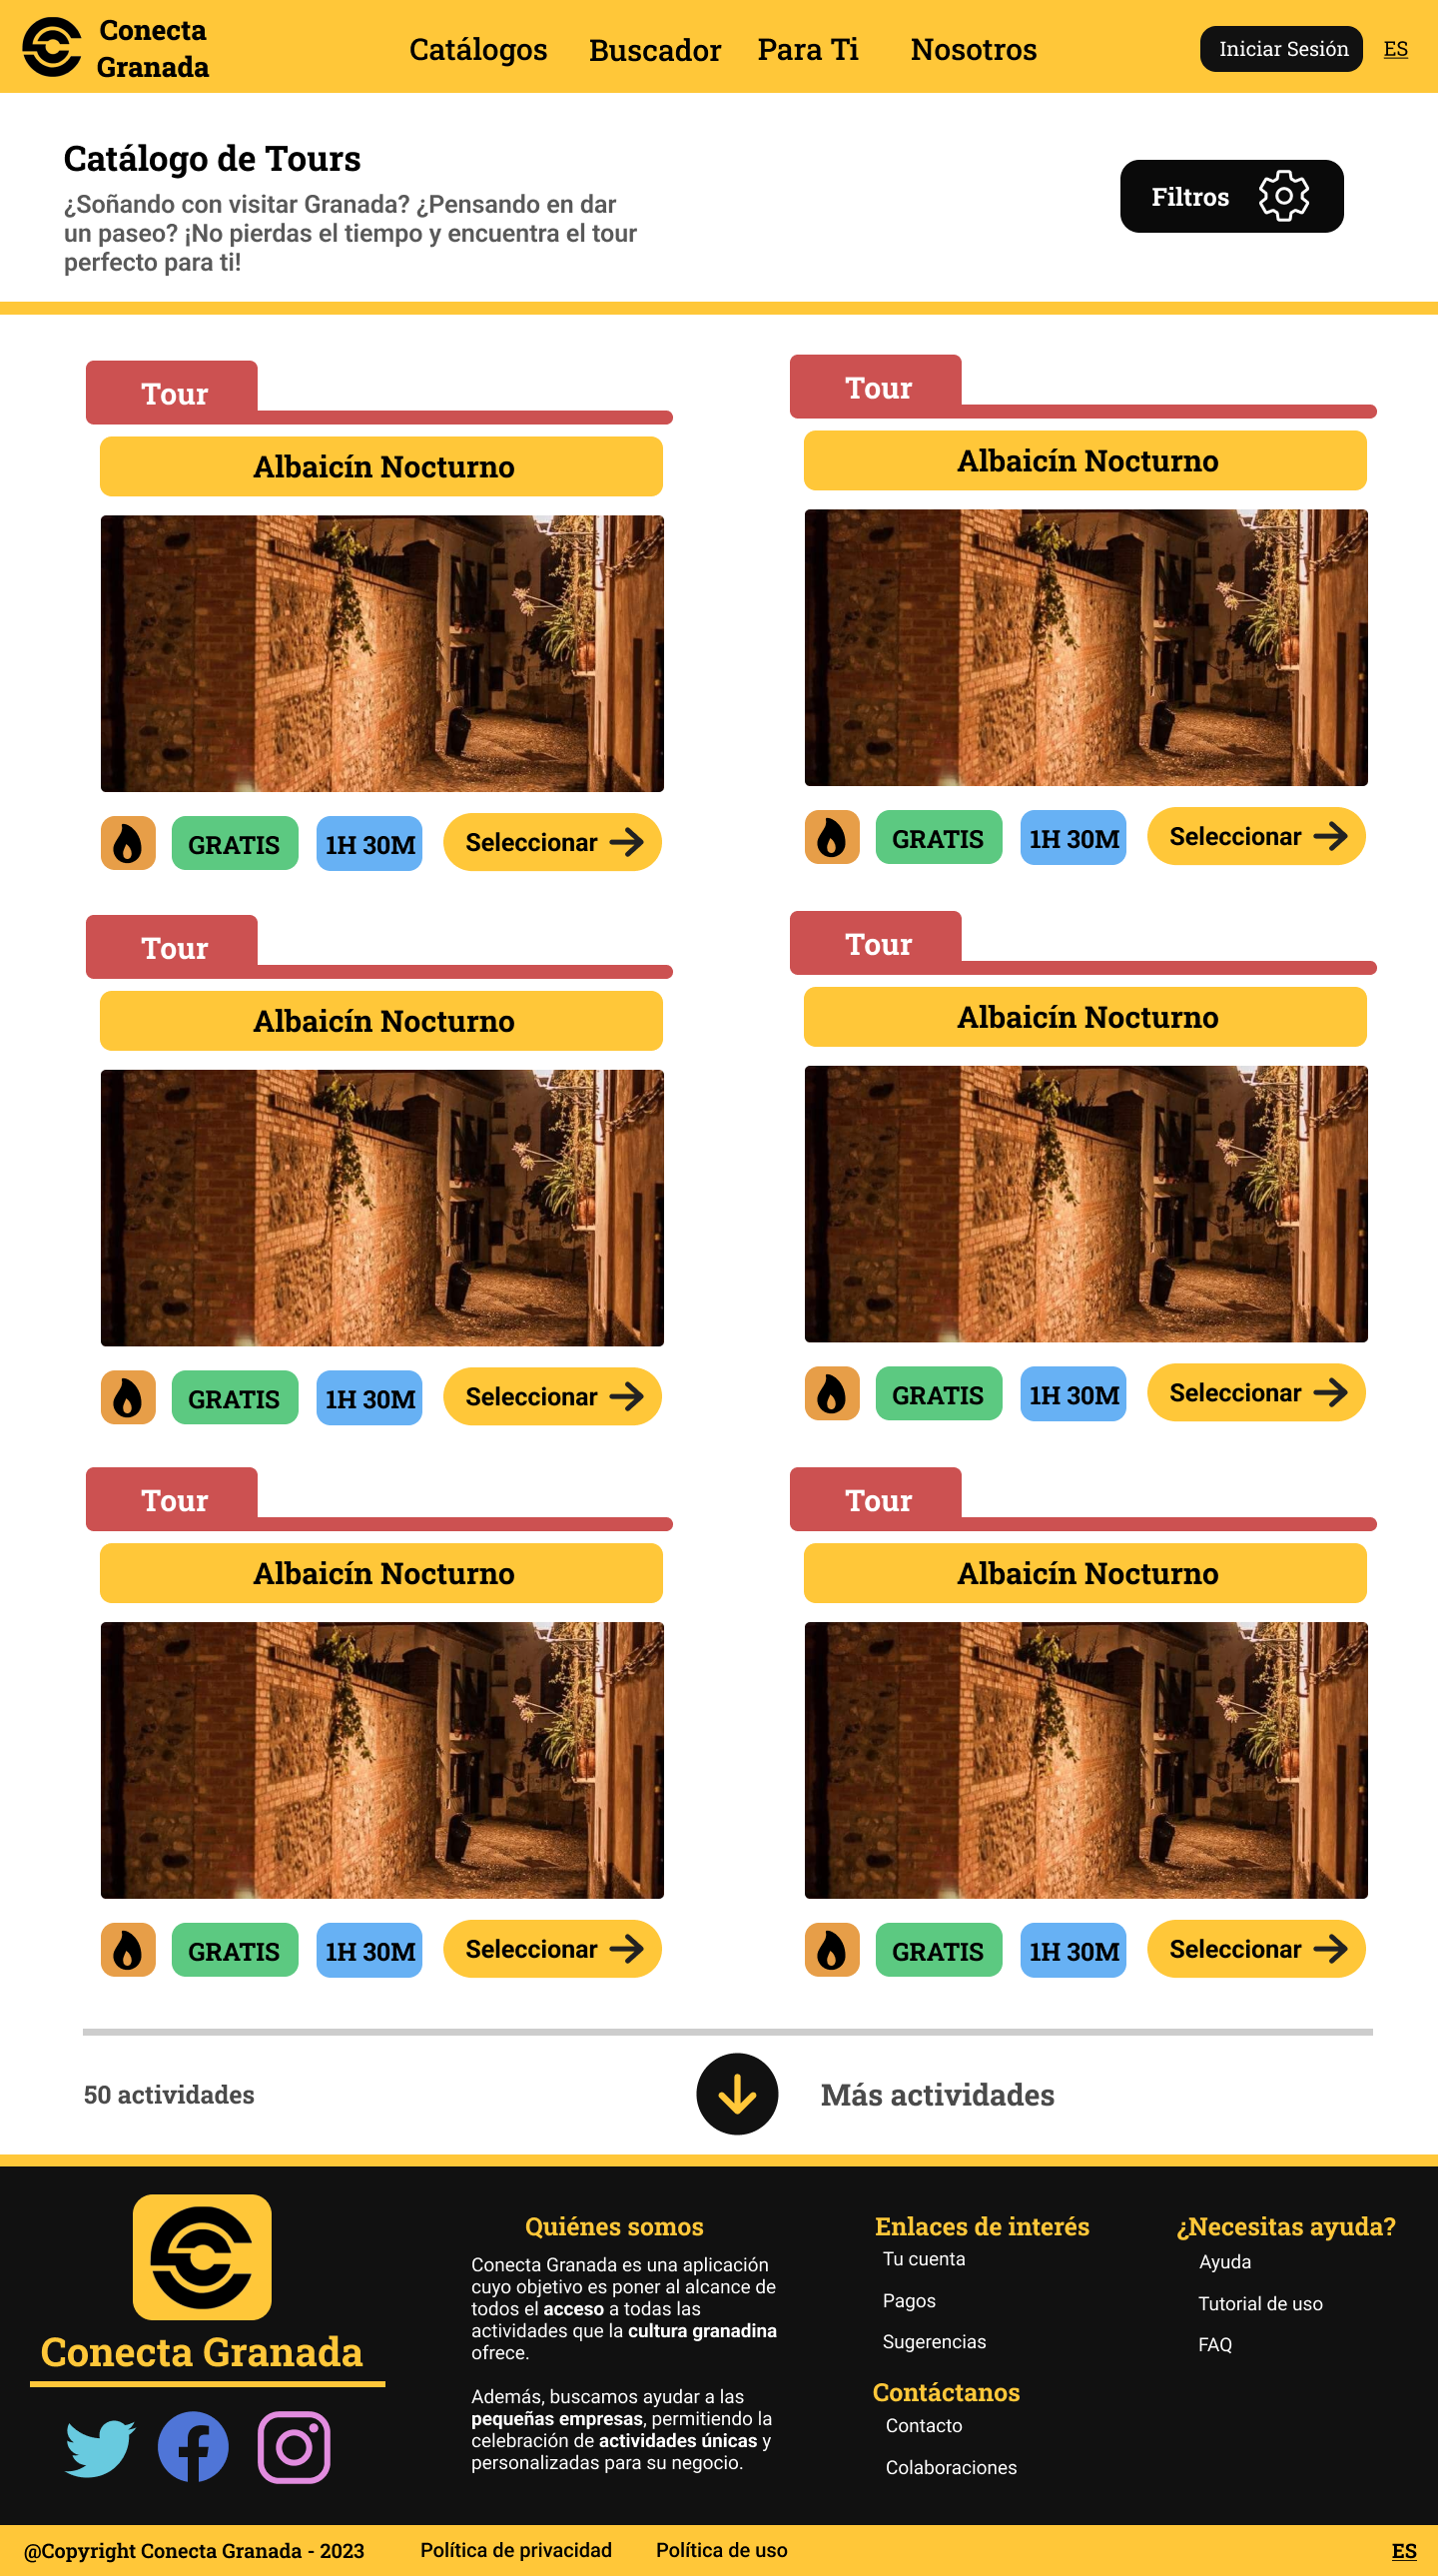 Conecta
Granada
Catálogos
Buscador
Para Ti
Nosotros
Iniciar Sesión
ES
Catálogo de Tours
¿Soñando con visitar Granada? ¿Pensando en dar
un paseo? ¡No pierdas el tiempo y encuentra el tour
perfecto para ti!
Filtros
Tour
Albaicín Nocturno
GRATIS
1H 30M
Seleccionar
Tour
Albaicín Nocturno
GRATIS
1H 30M
Seleccionar
Tour
Albaicín Nocturno
GRATIS
1H 30M
Seleccionar
Tour
Albaicín Nocturno
GRATIS
1H 30M
Seleccionar
Tour
Albaicín Nocturno
GRATIS
1H 30M
Seleccionar
Tour
Albaicín Nocturno
GRATIS
1H 30M
Seleccionar
50 actividades
Más actividades
Conecta Granada
Quiénes somos
Conecta Granada es una aplicación
cuyo objetivo es poner al alcance de
todos el acceso a todas las
actividades que la cultura granadina
ofrece.
Además, buscamos ayudar a las
pequeñas empresas, permitiendo la
celebración de actividades únicas y
personalizadas para su negocio.
Enlaces de interés
Tu cuenta
Pagos
Sugerencias
Contáctanos
Contacto
Colaboraciones
¿Necesitas ayuda?
Ayuda
Tutorial de uso
FAQ
@Copyright Conecta Granada - 2023
Política de privacidad
Política de uso
ES